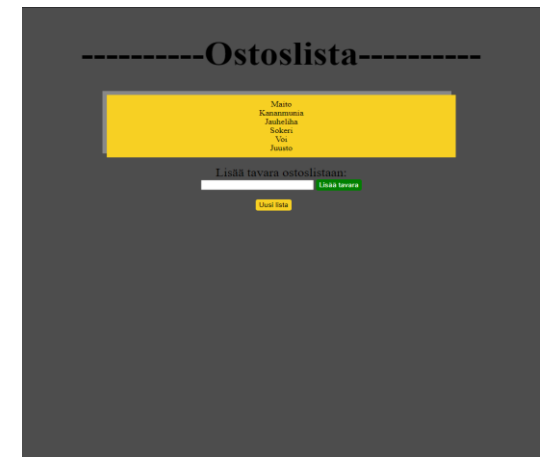 ----------Ostoslista----------
Maito
Kananmunia
Jauheliha
Sokeri
Voi
Juusto
Lisää tavara ostoslistaan:
Lisää tavara
Uusi lista